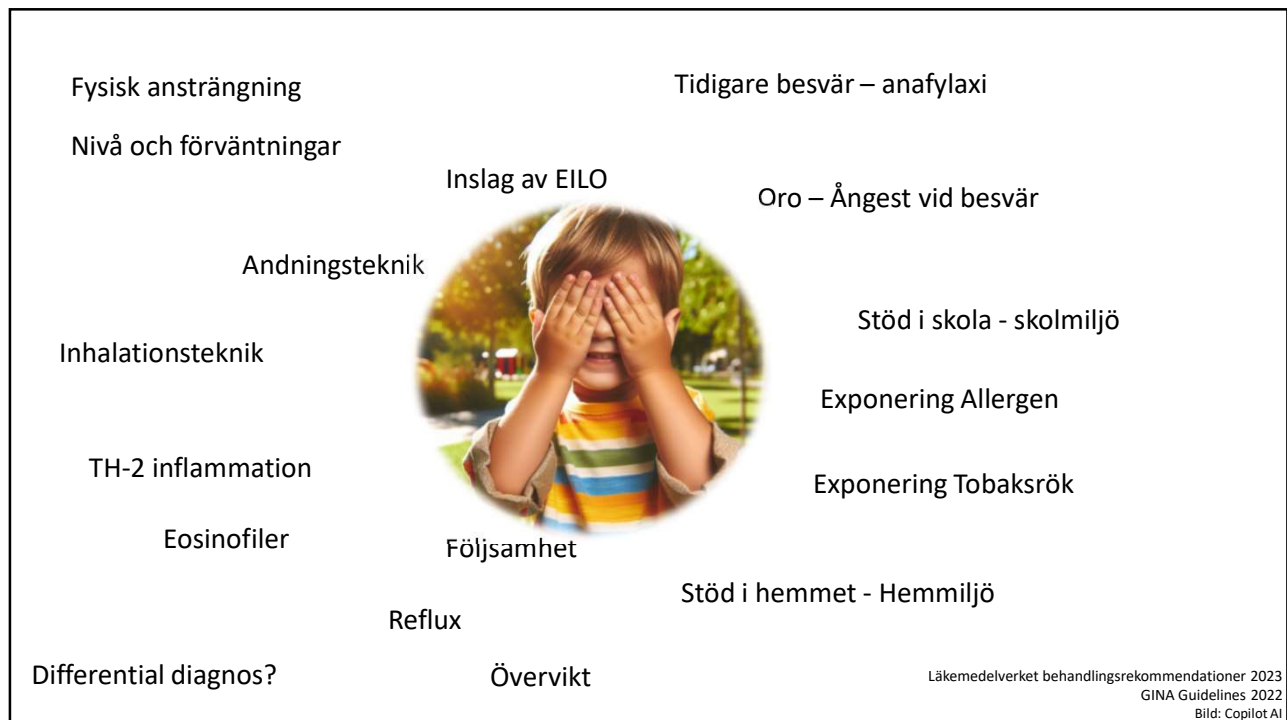 Fysisk ansträngning
Tidigare besvär – anafylaxi
Nivå och förväntningar
Inslag av EILO
Oro – Ångest vid besvär
Andningsteknik
Stöd i skola - skolmiljö
Inhalationsteknik
Exponering Allergen
TH-2 inflammation
Exponering Tobaksrök
Eosinofiler
Följsamhet
Stöd i hemmet - Hemmiljö
Reflux
Differential diagnos?
Övervikt
Läkemedelverket behandlingsrekommendationer 2023
GINA Guidelines 2022
Bild: Copilot AI